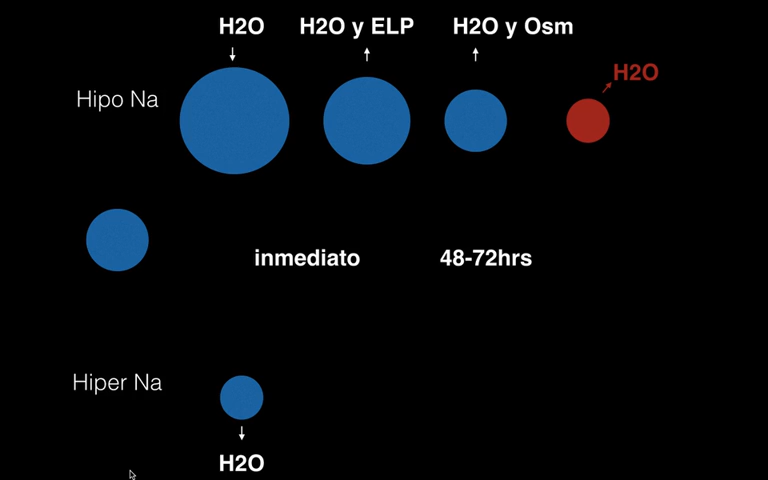 H2O
H2O y ELP
H2O y Osm
H2O
Hipo Na
inmediato
48-72hrs
Hiper Na
H2O